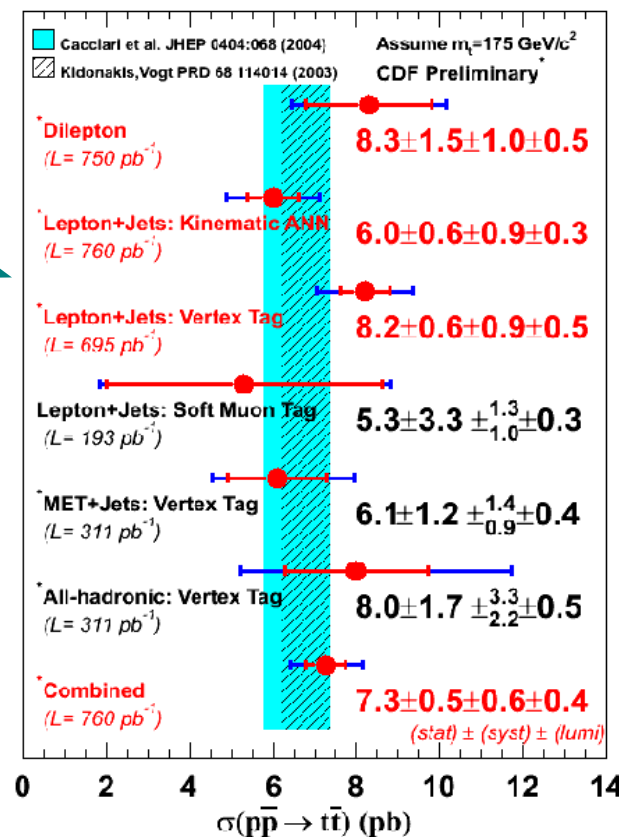 Cacciari et al. JHEP 0404:068 (2004)
Kidonakis,Vogt PRD 68 114014 (2003)
Assume mₜ=175 GeV/c²
CDF Preliminary*
*Dilepton
(L= 750 pb⁻¹)
8.3±1.5±1.0±0.5
*Lepton+Jets: Kinematic ANN
(L= 760 pb⁻¹)
6.0±0.6±0.9±0.3
*Lepton+Jets: Vertex Tag
(L= 695 pb⁻¹)
8.2±0.6±0.9±0.5
Lepton+Jets: Soft Muon Tag
(L= 193 pb⁻¹)
5.3±3.3 ±1.3 1.0±0.3
*MET+Jets: Vertex Tag
(L= 311 pb⁻¹)
6.1±1.2 ±1.4 0.9±0.4
*All-hadronic: Vertex Tag
(L= 311 pb⁻¹)
8.0±1.7 ±3.3 2.2±0.5
*Combined
(L= 760 pb⁻¹)
7.3±0.5±0.6±0.4
(stat) ± (syst) ± (lumi)
0 2 4 6 8 10 12 14
σ(pp̄ → tt̄) (pb)